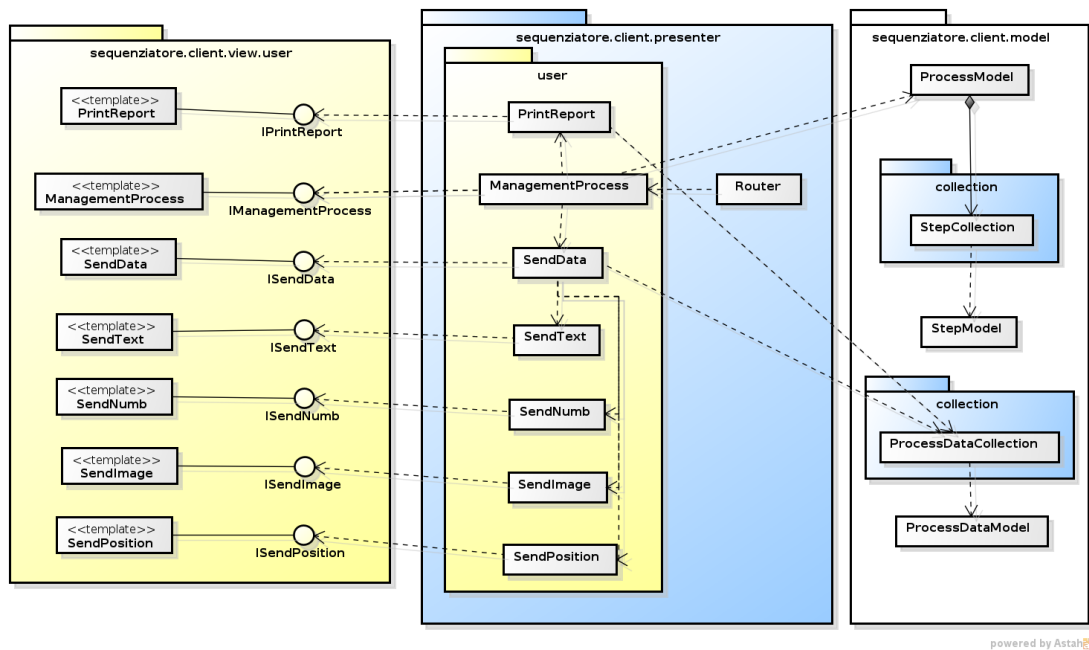 sequenziatore.client.view.user
<<template>>
PrintReport
IPrintReport
<<template>>
ManagementProcess
IManagementProcess
<<template>>
SendData
ISendData
<<template>>
SendText
ISendText
<<template>>
SendNumb
ISendNumb
<<template>>
SendImage
ISendImage
<<template>>
SendPosition
ISendPosition
sequenziatore.client.presenter
user
PrintReport
ManagementProcess
Router
SendData
SendText
SendNumb
SendImage
SendPosition
sequenziatore.client.model
ProcessModel
collection
StepCollection
StepModel
collection
ProcessDataCollection
ProcessDataModel
powered by Astah